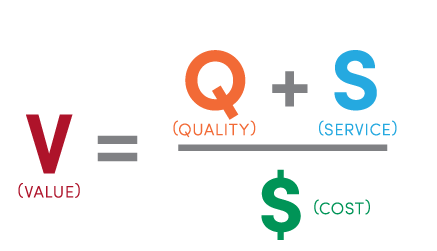 Q + S
(QUALITY) (SERVICE)
V =
(VALUE)
$ (COST)